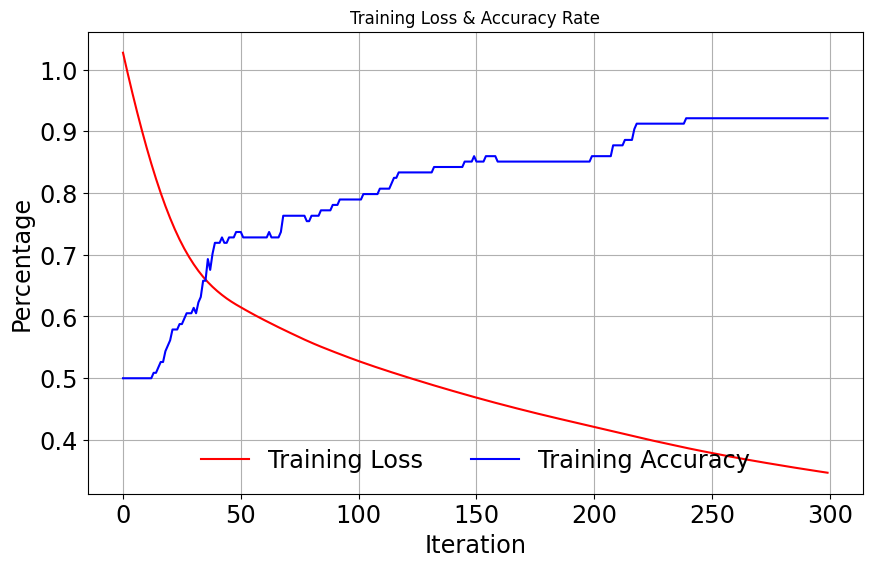 Training Loss & Accuracy Rate
1.0
0.9
0.8
0.7
0.6
0.5
0.4
Percentage
Training Loss
Training Accuracy
0 50 100 150 200 250 300
Iteration